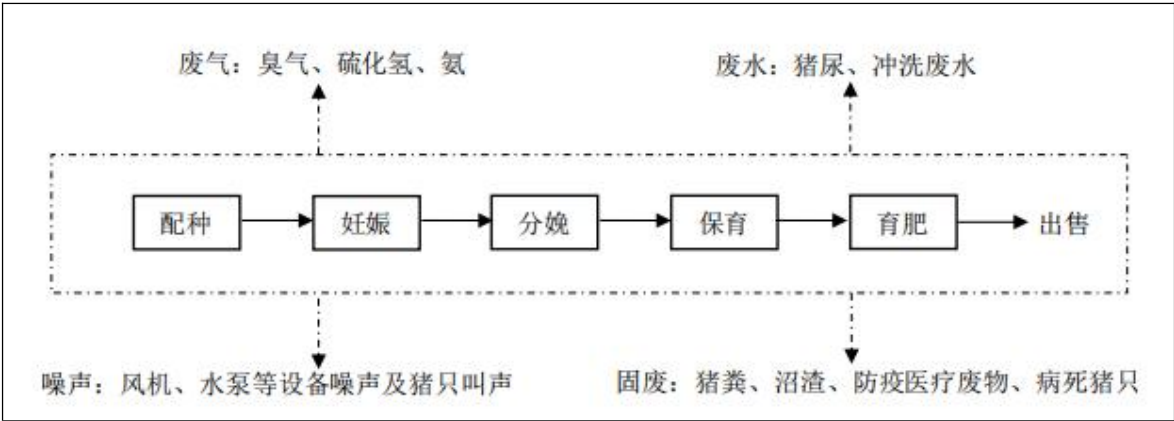 废气：臭气、硫化氢、氨
废水：猪尿、冲洗废水
配种
妊娠
分娩
保育
育肥
出售
噪声：风机、水泵等设备噪声及猪只叫声
固废：猪粪、沼渣、防疫医疗废物、病死猪只